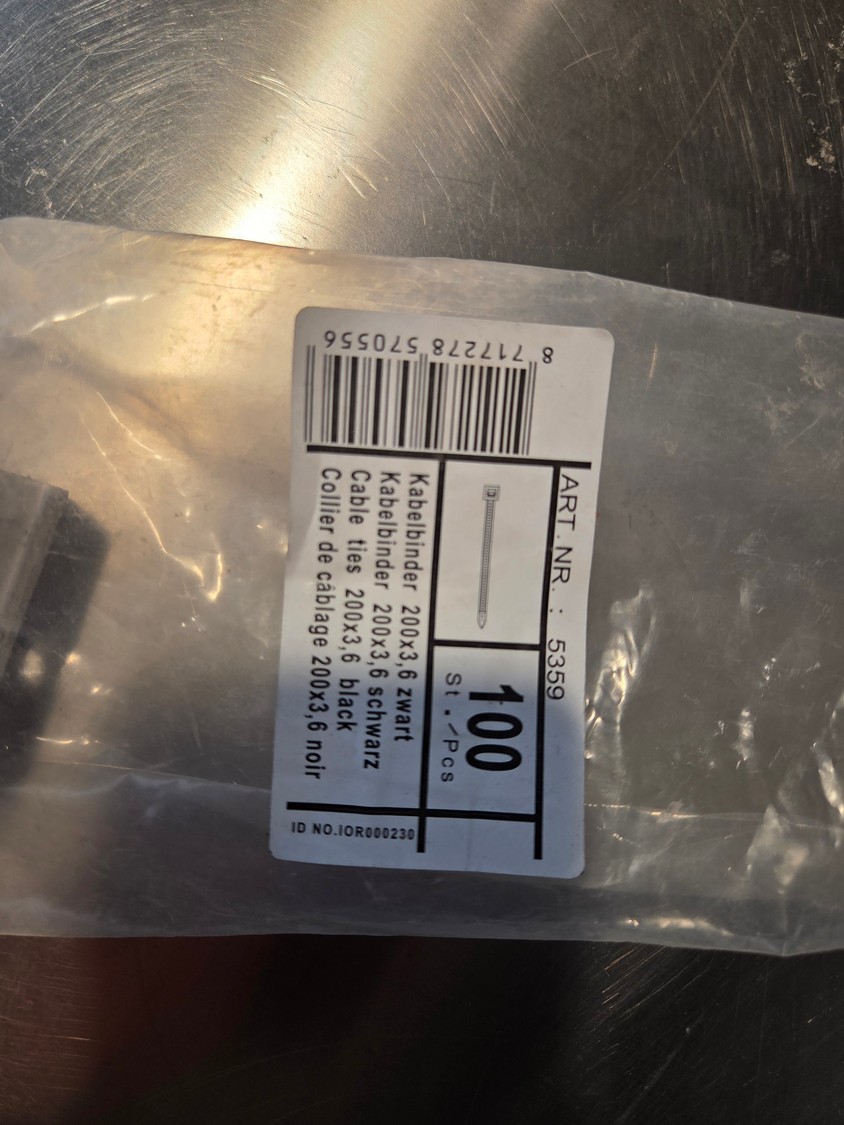 ART.NR.: 5359
100
St./Pcs
Kabelbinder 200x3,6 zwart
Kabelbinder 200x3,6 schwarz
Cable ties 200x3,6 black
Collier de câblage 200x3,6 noir
ID NO.IOR000230
8 717278 570556